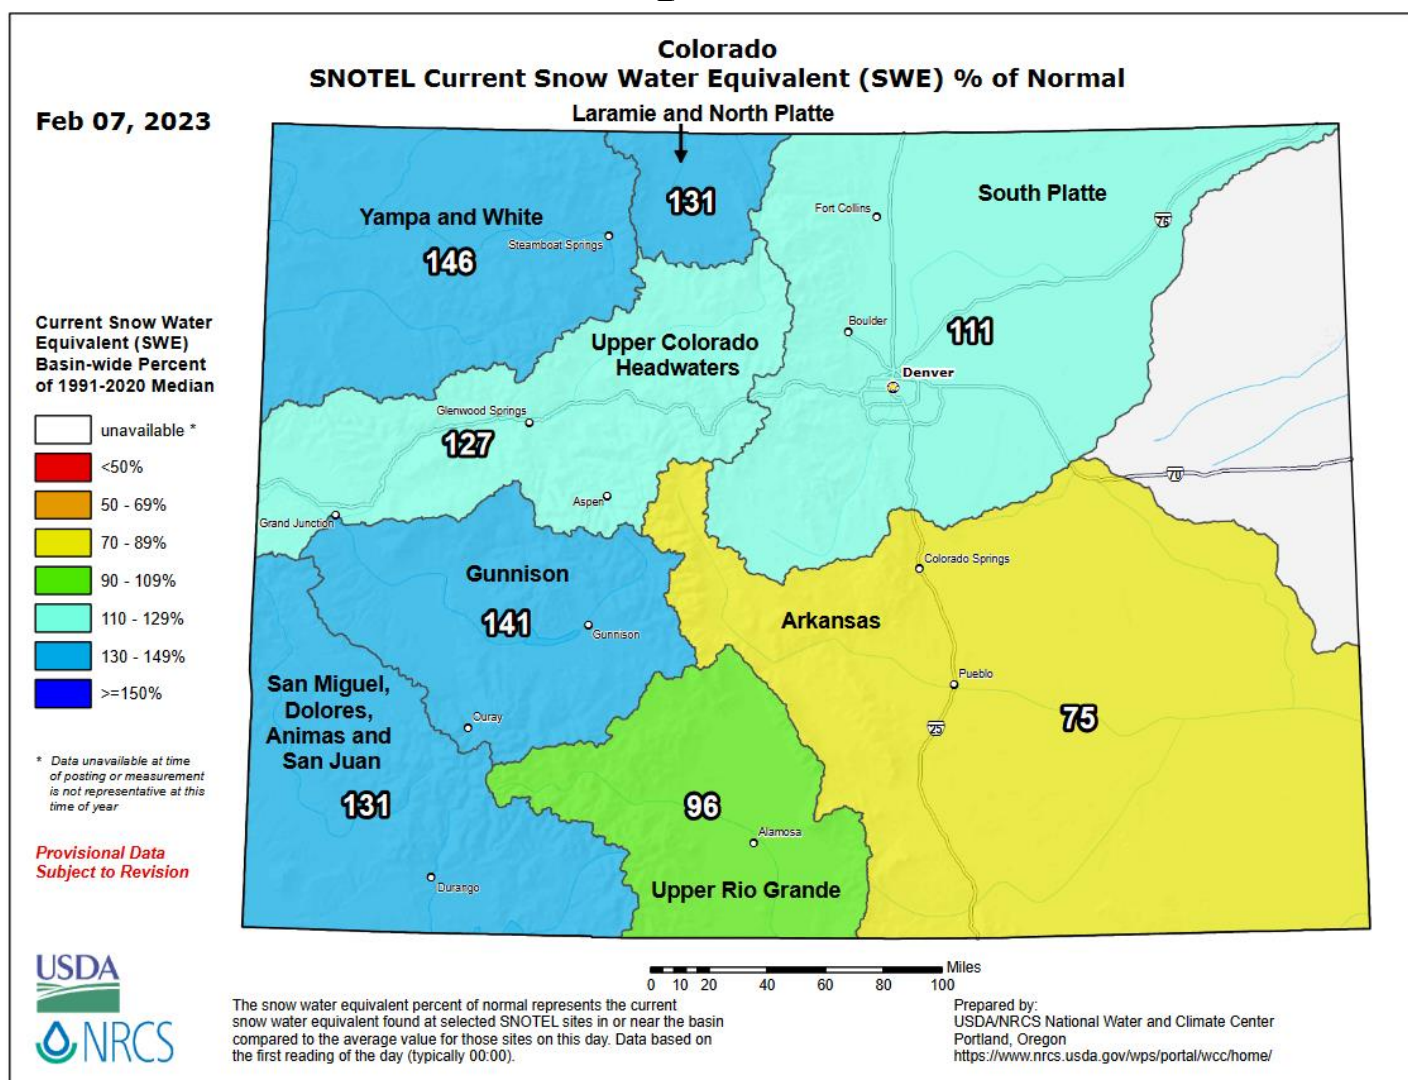 Colorado
SNOTEL Current Snow Water Equivalent (SWE) % of Normal
Feb 07, 2023
Laramie and North Platte
131
South Platte
Fort Collins
76
Yampa and White
Steamboat Springs
146
Current Snow Water
Equivalent (SWE)
Basin-wide Percent
of 1991-2020 Median
unavailable *
<50%
50 - 69%
70 - 89%
90 - 109%
110 - 129%
130 - 149%
>=150%
* Data unavailable at time
of posting or measurement
is not representative at this
time of year
Provisional Data
Subject to Revision
Upper Colorado
Headwaters
Boulder
111
Denver
Glenwood Springs
127
70
Aspen
Grand Junction
Colorado Springs
Gunnison
141
Gunnison
Arkansas
Pueblo
San Miguel,
Dolores,
Animas and
San Juan
131
Ouray
25
75
96
Alamosa
Durango
Upper Rio Grande
USDA
NRCS
Miles
0 10 20 40 60 80 100
The snow water equivalent percent of normal represents the current
snow water equivalent found at selected SNOTEL sites in or near the basin
compared to the average value for those sites on this day. Data based on
the first reading of the day (typically 00:00).
Prepared by:
USDA/NRCS National Water and Climate Center
Portland, Oregon
https://www.nrcs.usda.gov/wps/portal/wcc/home/